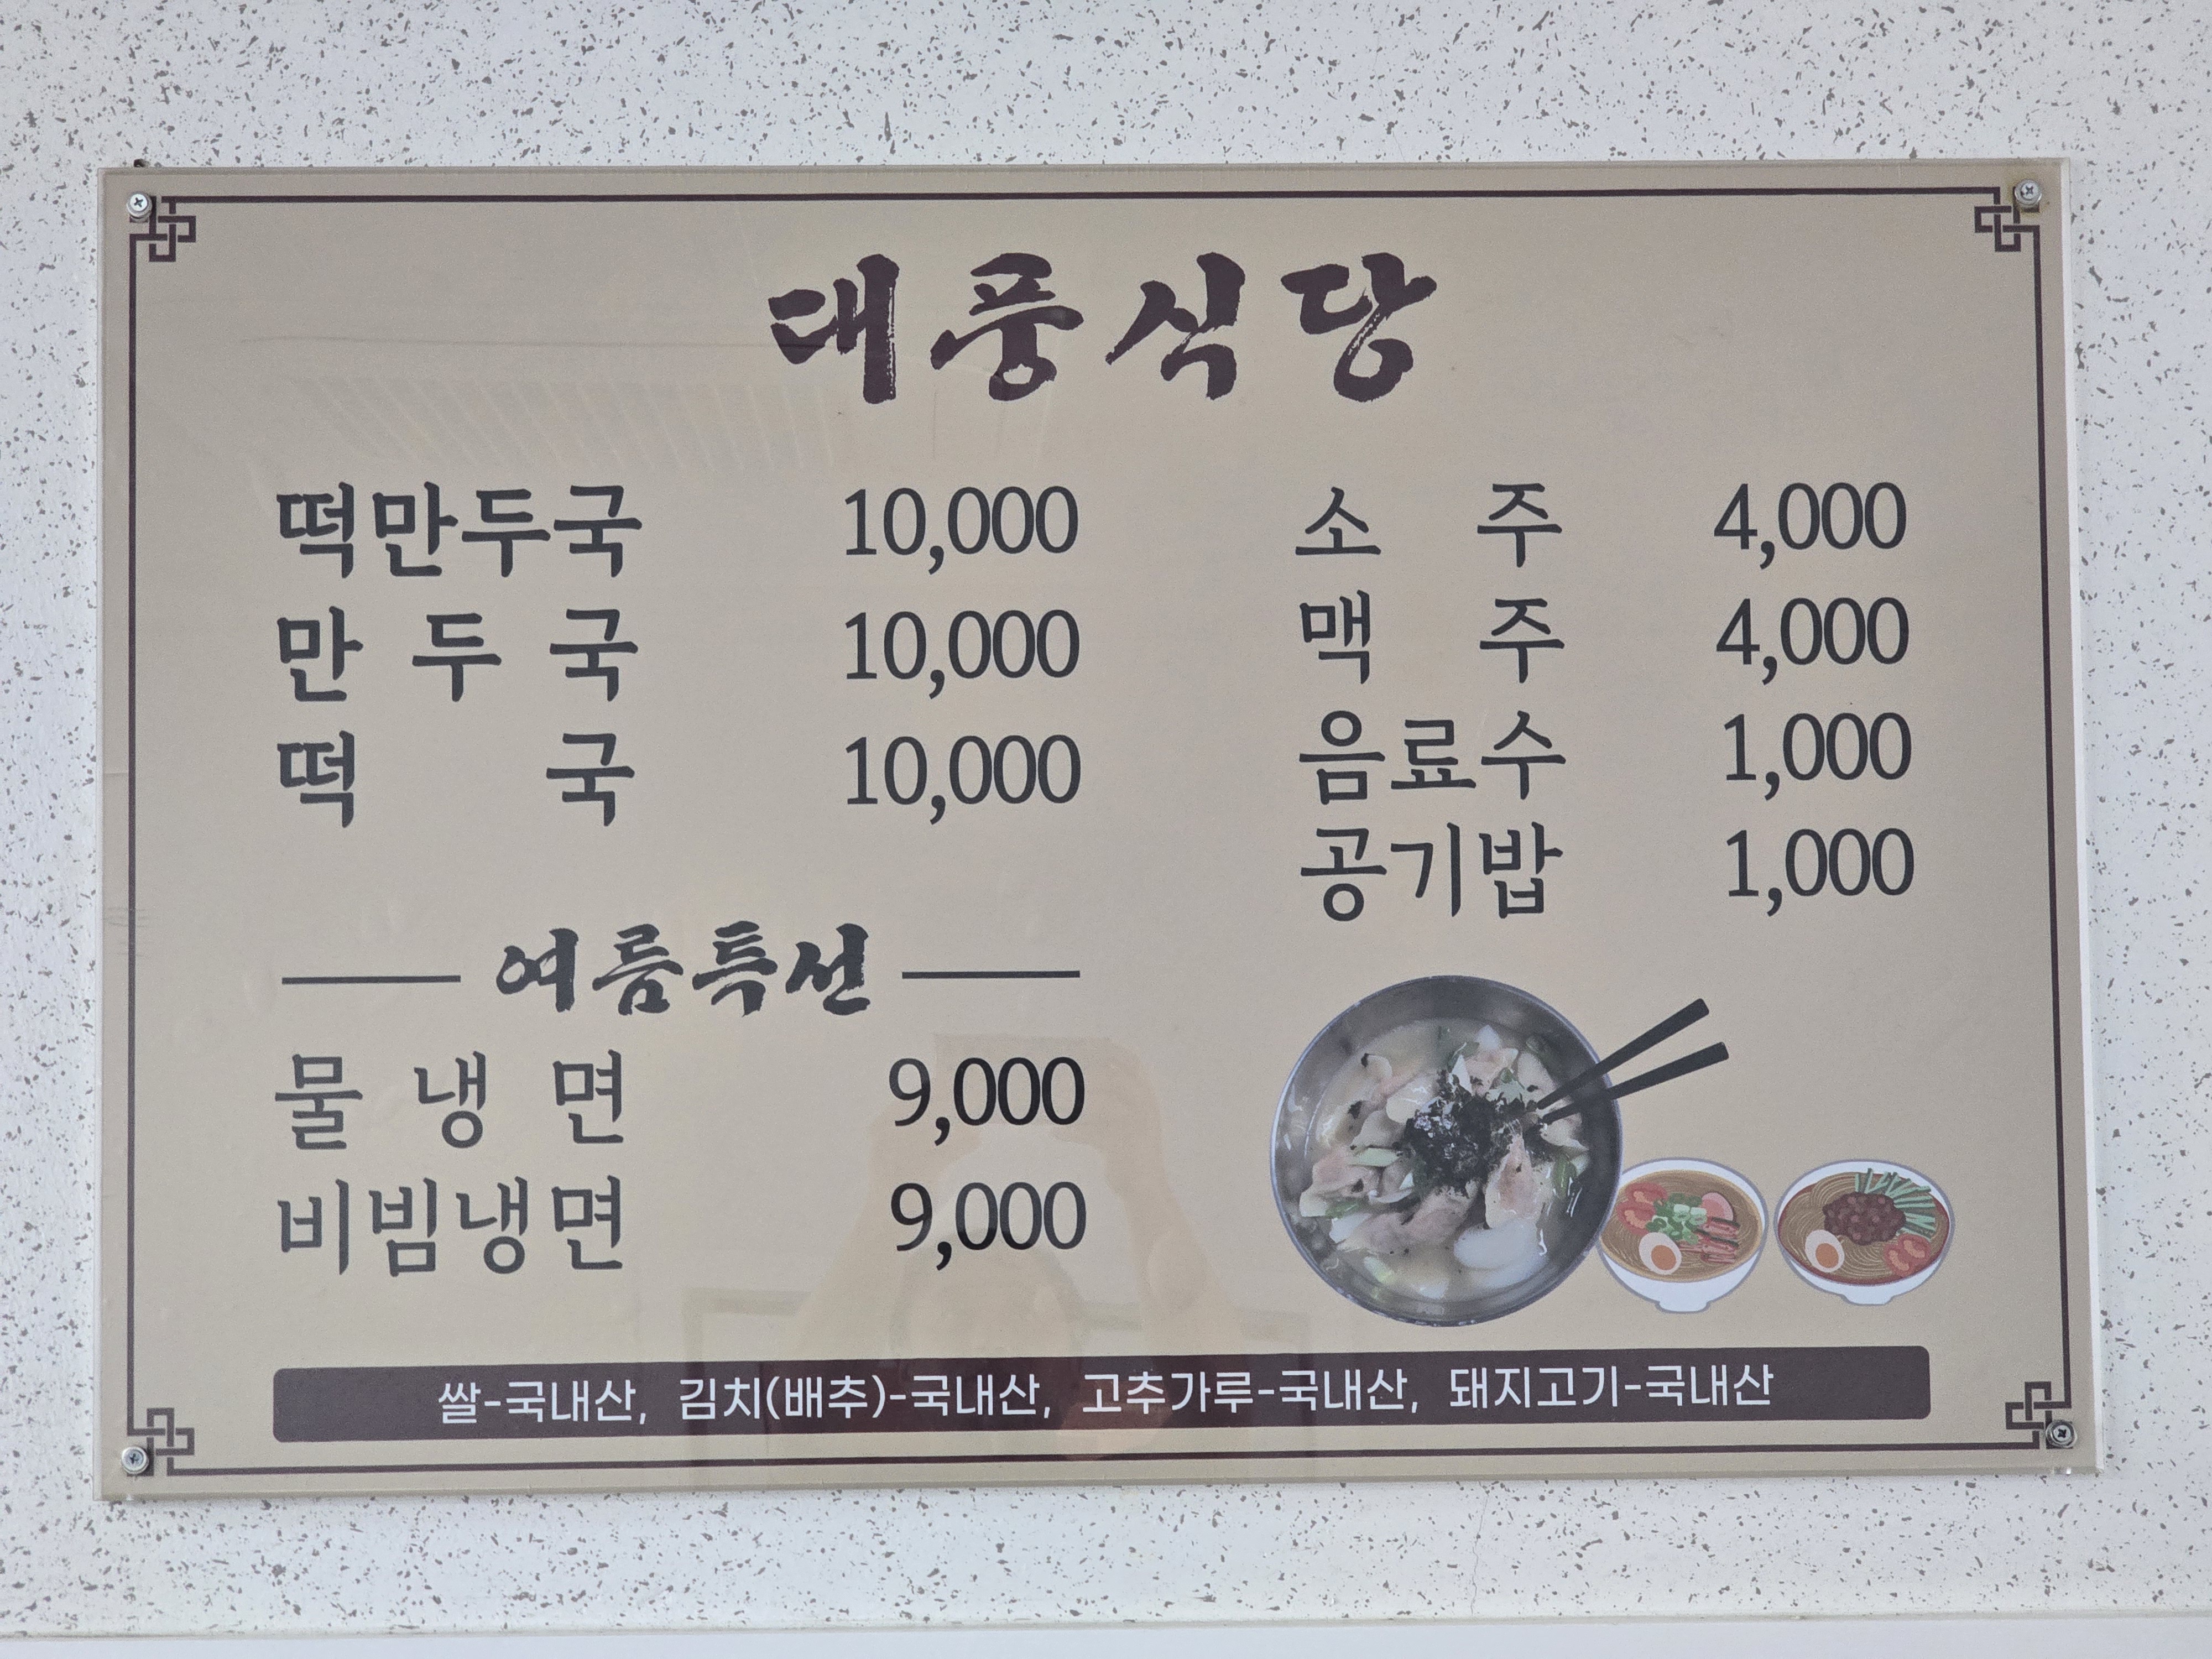 대풍식당
떡만두국 10,000
만두국 10,000
떡국 10,000
여름특선
물냉면 9,000
비빔냉면 9,000
소주 4,000
맥주 4,000
음료수 1,000
공기밥 1,000
쌀-국내산, 김치(배추)-국내산, 고추가루-국내산, 돼지고기-국내산